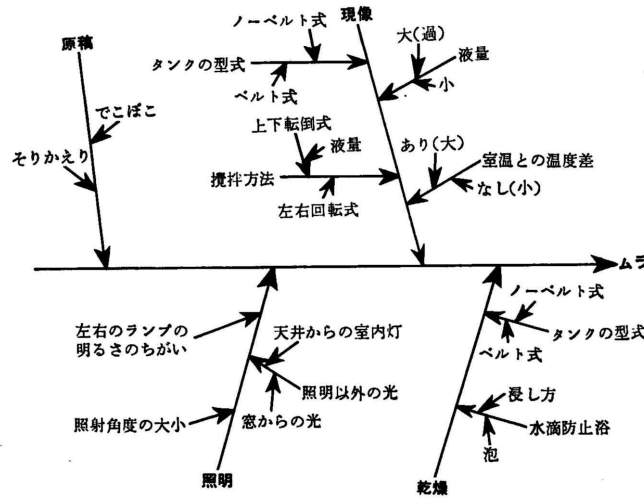 原稿
でこぼこ
そりかえり
現像
ノーベルト式
タンクの型式
ベルト式
大(過)
液量
小
上下転倒式
液量
攪拌方法
左右回転式
あり(大)
室温との温度差
なし(小)
ムラ
左右のランプの
明るさのちがい
天井からの室内灯
照明以外の光
窓からの光
照射角度の大小
照明
ノーベルト式
タンクの型式
ベルト式
浸し方
水滴防止浴
泡
乾燥